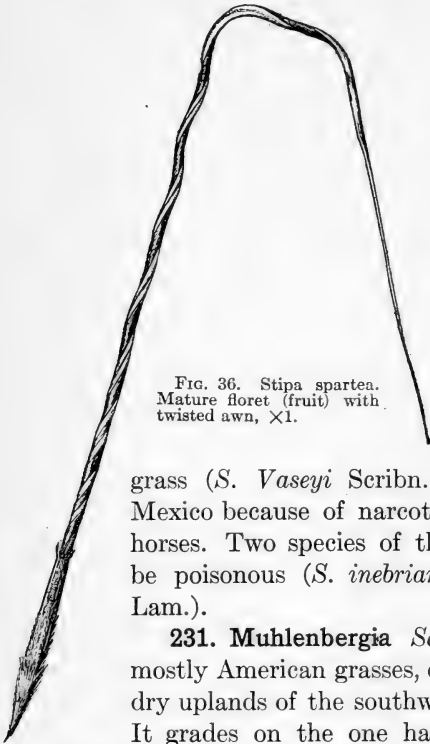 FIG. 36. Stipa spartea.
Mature floret (fruit) with
twisted awn, ×1.
grass (S. Vaseyi Scribn.
Mexico because of narcot
horses. Two species of th
be poisonous (S. inebrian
Lam.).
231. Muhlenbergia Sc
mostly American grasses, c
dry uplands of the southw
It grades on the one ha